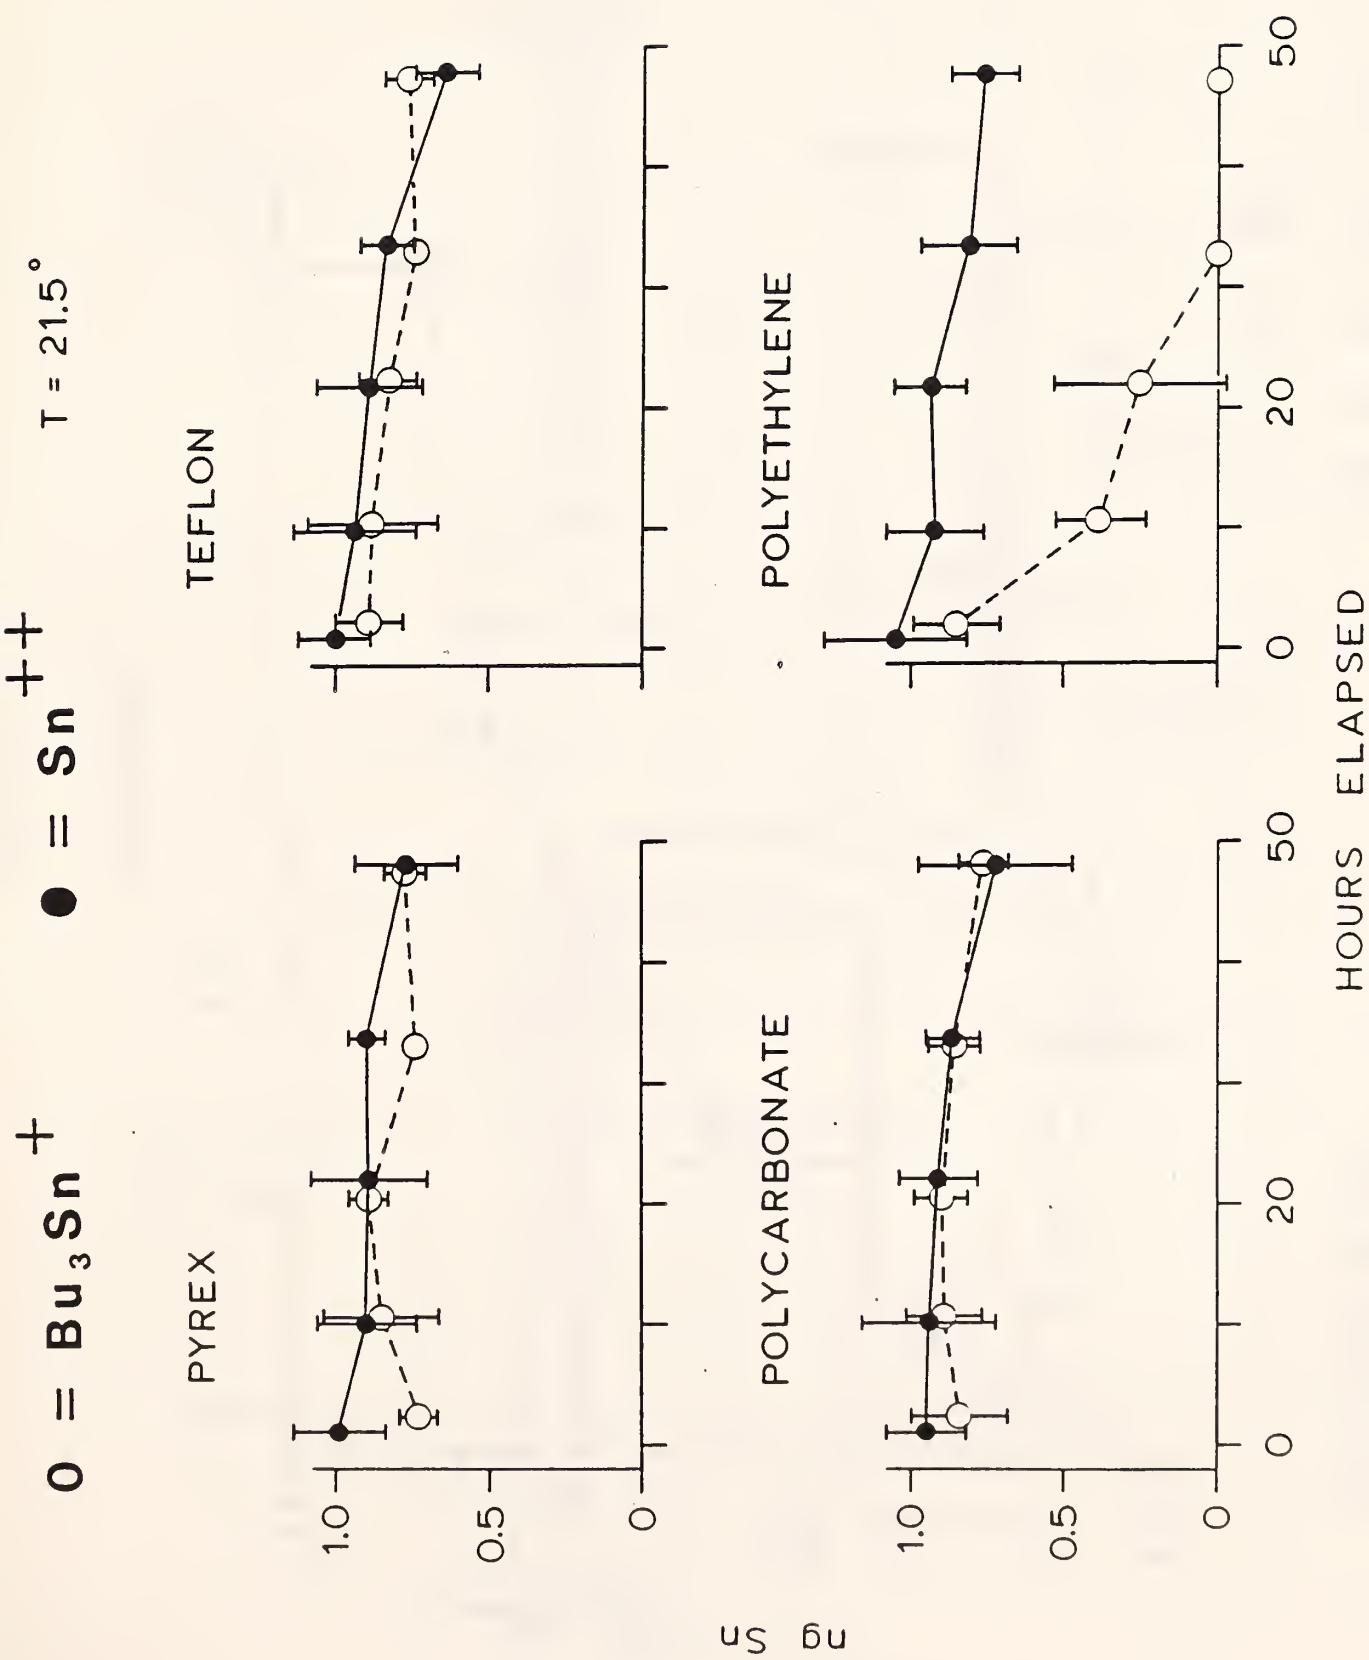 O = Bu₃Sn⁺ ● = Sn⁺⁺ T = 21.5°
PYREX
TEFLON
1.0
0.5
0
POLYCARBONATE
POLYETHYLENE
1.0
0.5
0
0 20 50
0 20 50
ng Sn
HOURS ELAPSED